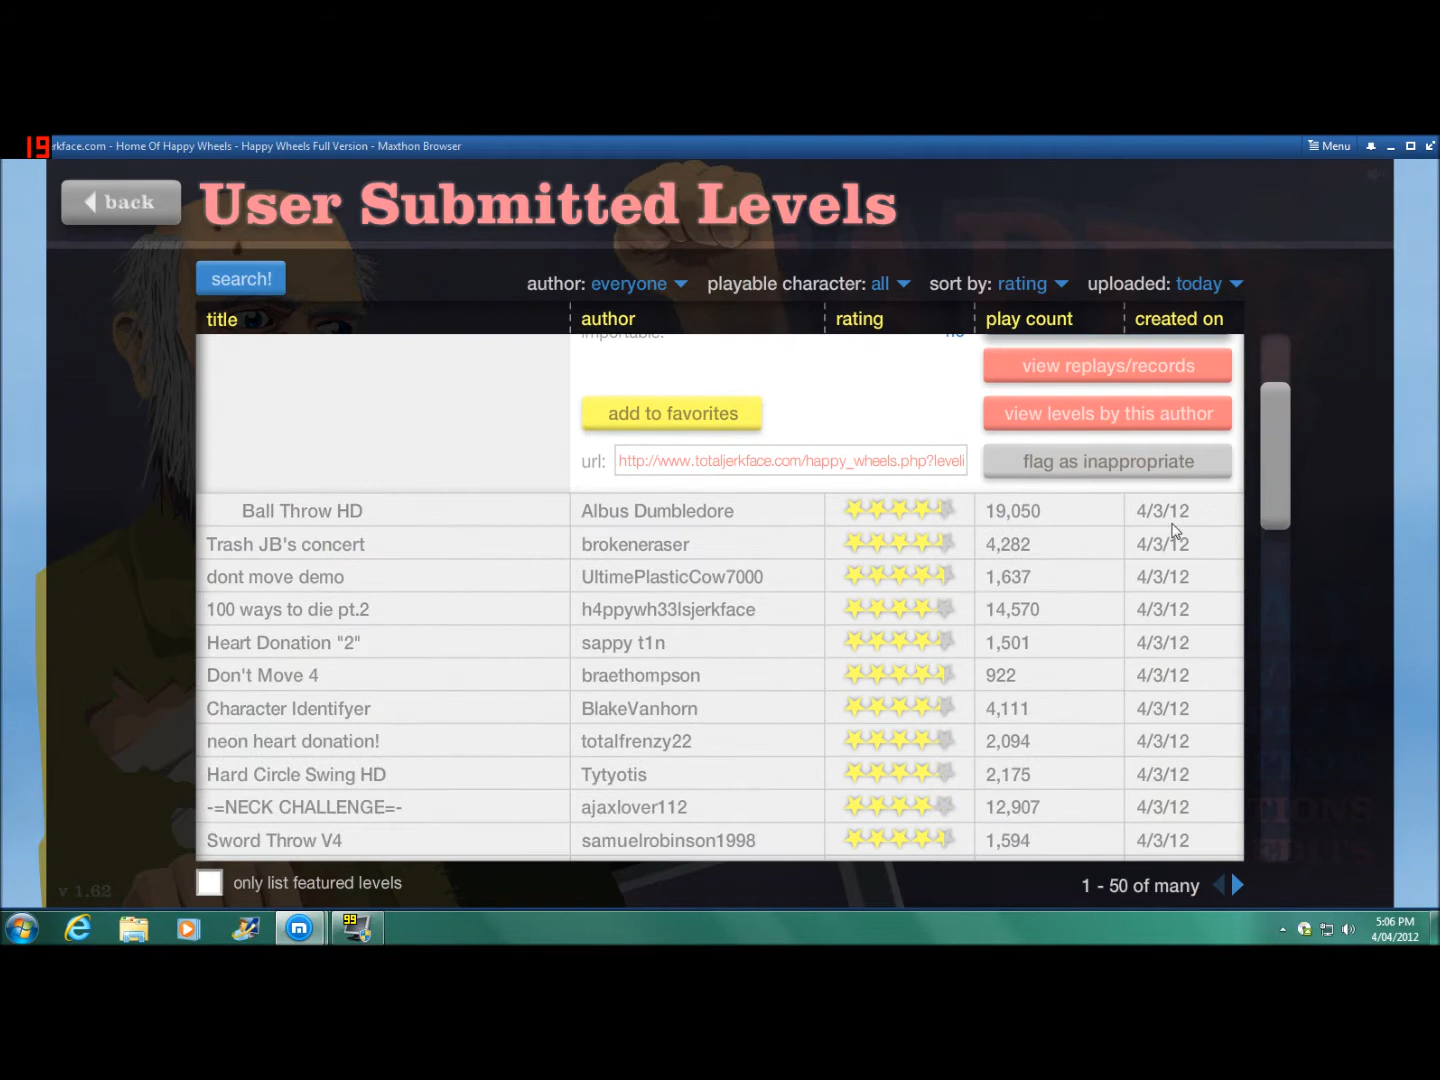 19
rkface.com - Home Of Happy Wheels - Happy Wheels Full Version - Maxthon Browser
Menu
back
User Submitted Levels
search!
author: everyone playable character: all sort by: rating uploaded: today
title author rating play count created on
importable: no
view replays/records
add to favorites view levels by this author
url: http://www.totaljerkface.com/happy_wheels.php?leveli flag as inappropriate
Ball Throw HD Albus Dumbledore 19,050 4/3/12
Trash JB's concert brokeneraser 4,282 4/3/12
dont move demo UltimePlasticCow7000 1,637 4/3/12
100 ways to die pt.2 h4ppywh33lsjerkface 14,570 4/3/12
Heart Donation "2" sappy t1n 1,501 4/3/12
Don't Move 4 braethompson 922 4/3/12
Character Identifyer BlakeVanhorn 4,111 4/3/12
neon heart donation! totalfrenzy22 2,094 4/3/12
Hard Circle Swing HD Tytyotis 2,175 4/3/12
-=NECK CHALLENGE=- ajaxlover112 12,907 4/3/12
Sword Throw V4 samuelrobinson1998 1,594 4/3/12
v 1.62 only list featured levels 1 - 50 of many
99
5:06 PM
4/04/2012